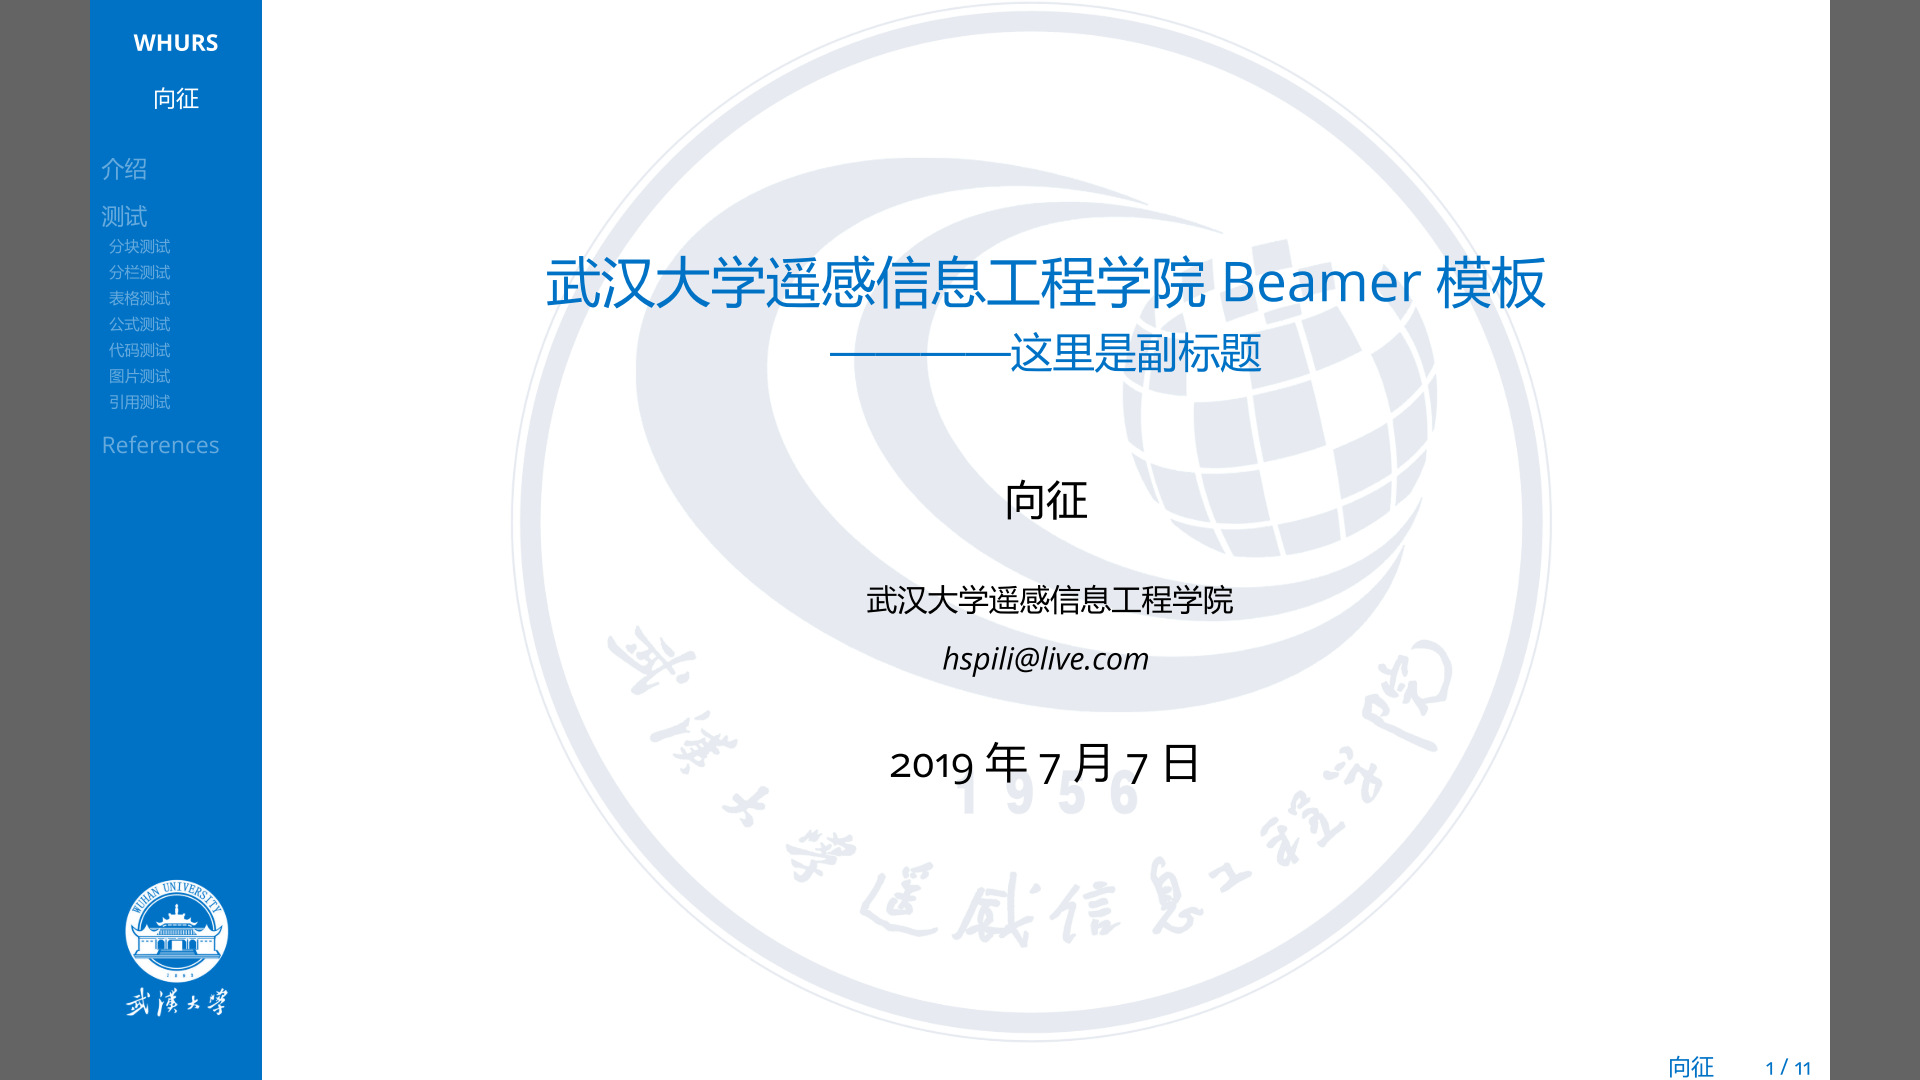 WHURS
向征
介绍
测试
分块测试
分栏测试
表格测试
公式测试
代码测试
图片测试
引用测试
References
WUHAN UNIVERSITY
1893
武漢大學
武汉大学遥感信息工程学院 Beamer 模板
————这里是副标题
向征
武汉大学遥感信息工程学院
hspili@live.com
2019 年 7 月 7 日
1956
武漢大學遥感信息工程学院
向征 1 / 11